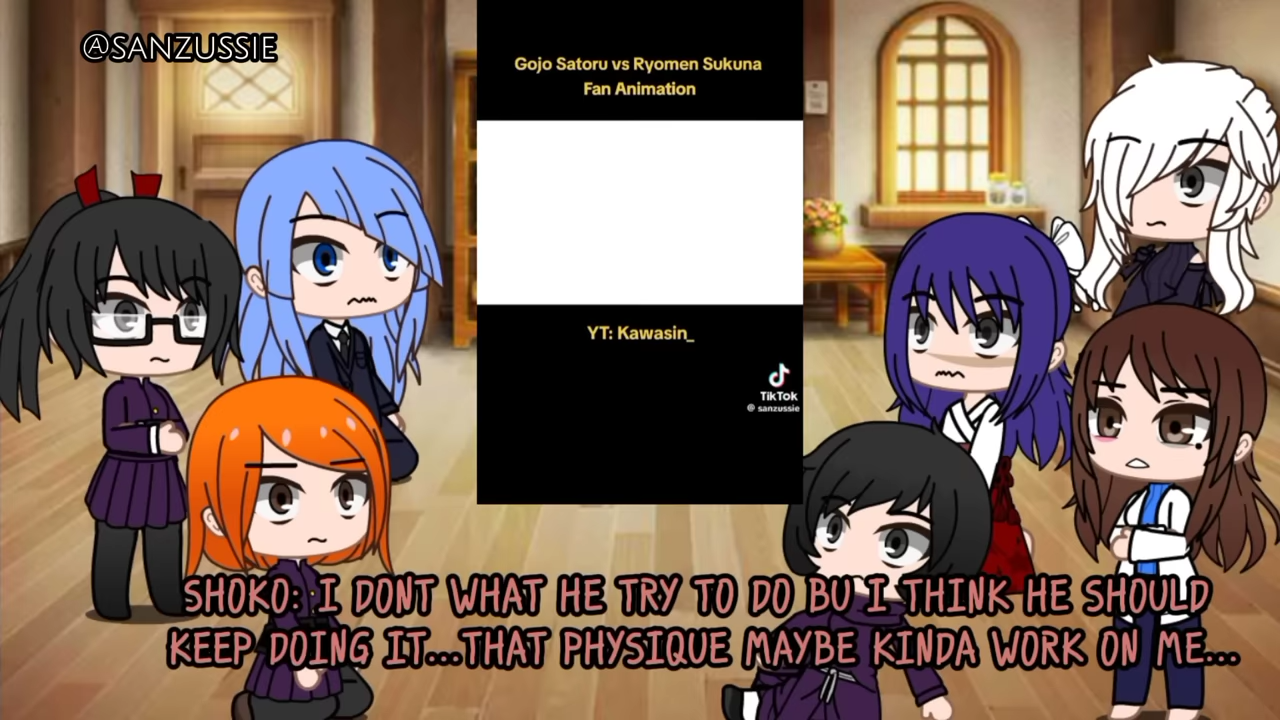 @SANZUSSIE
Gojo Satoru vs Ryomen Sukuna
Fan Animation
YT: Kawasin_
TikTok
@ sanzussie
SHOKO: I DONT WHAT HE TRY TO DO BU I THINK HE SHOULD
KEEP DOING IT...THAT PHYSIQUE MAYBE KINDA WORK ON ME...